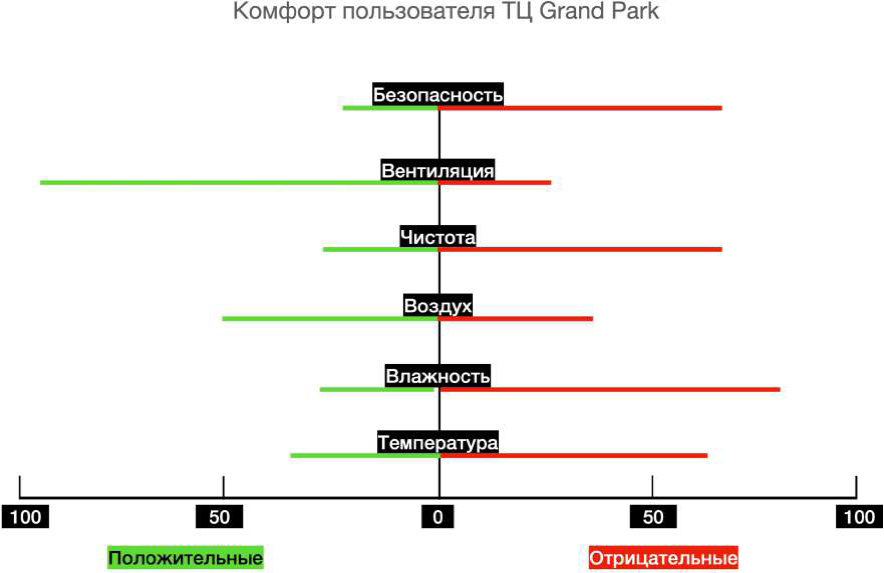 Комфорт пользователя ТЦ Grand Park
Безопасность
Вентиляция
Чистота
Воздух
Влажность
Температура
100 50 0 50 100
Положительные Отрицательные